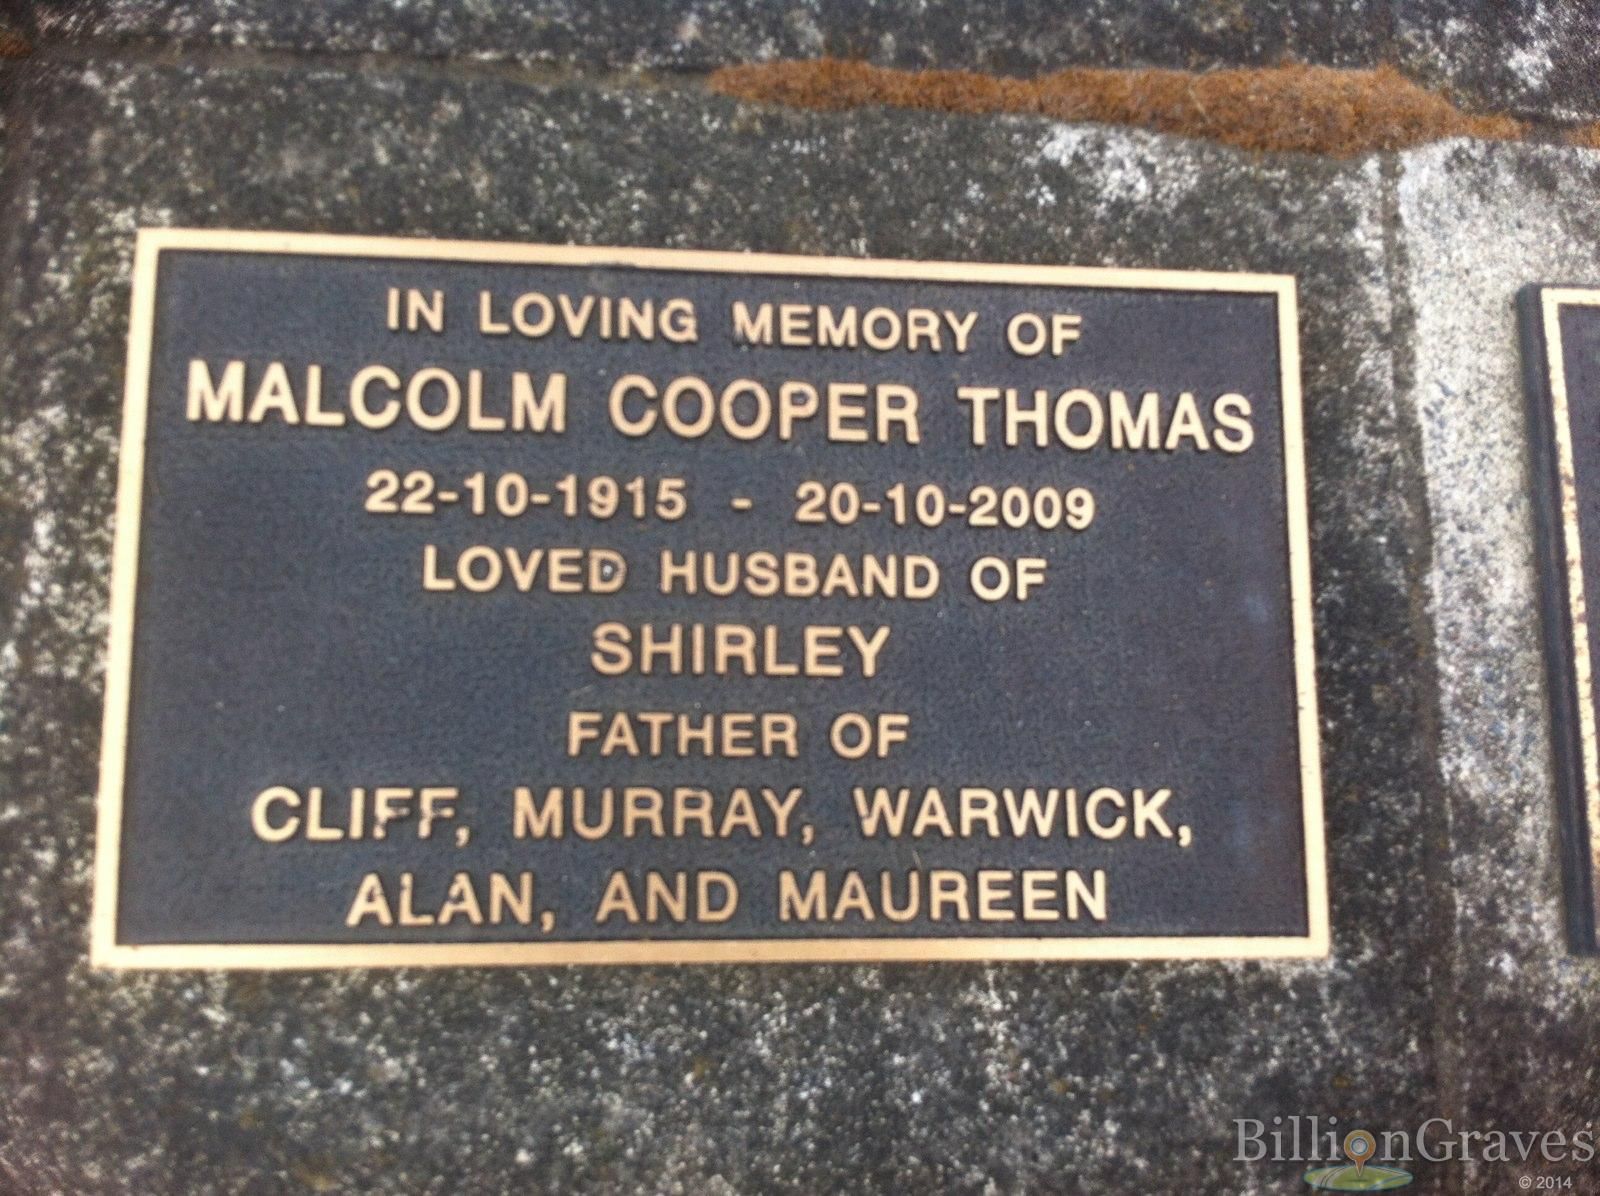 IN LOVING MEMORY OF
MALCOLM COOPER THOMAS
22-10-1915 - 20-10-2009
LOVED HUSBAND OF
SHIRLEY
FATHER OF
CLIFF, MURRAY, WARWICK,
ALAN, AND MAUREEN
BillionGraves
© 2014